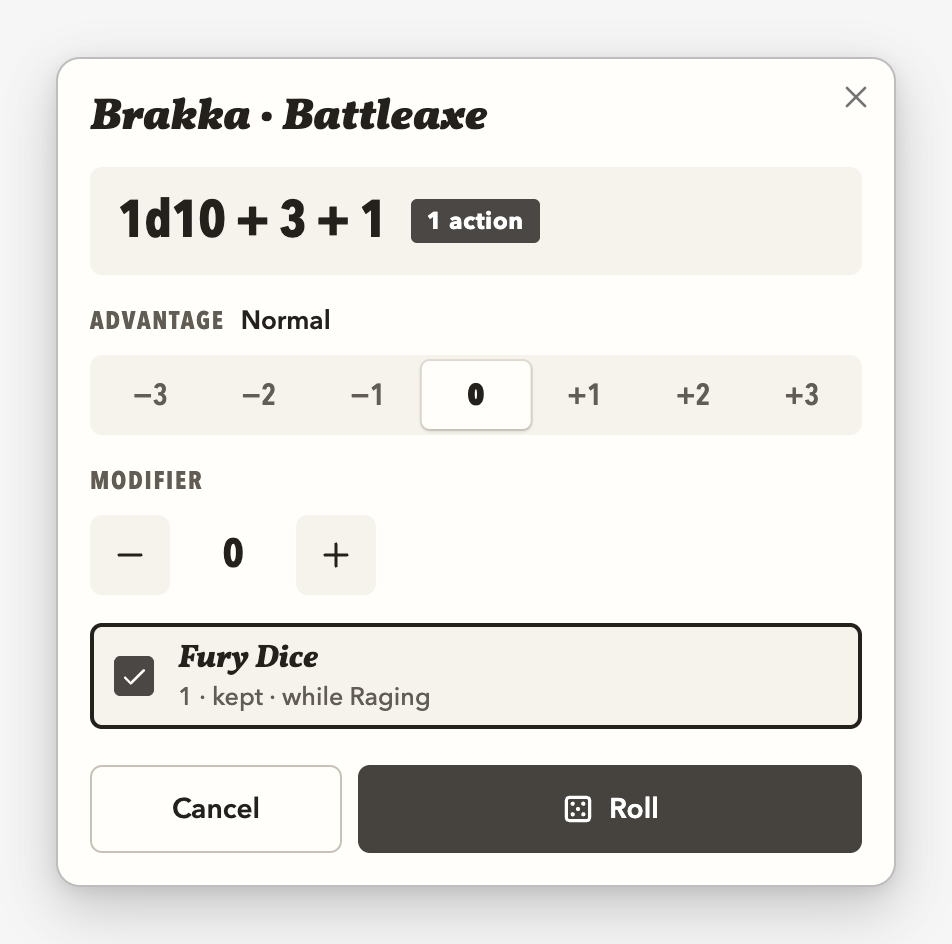 Brakka · Battleaxe
1d10 + 3 + 1 1 action
ADVANTAGE Normal
−3 −2 −1 0 +1 +2 +3
MODIFIER
− 0 +
Fury Dice
1 · kept · while Raging
Cancel Roll